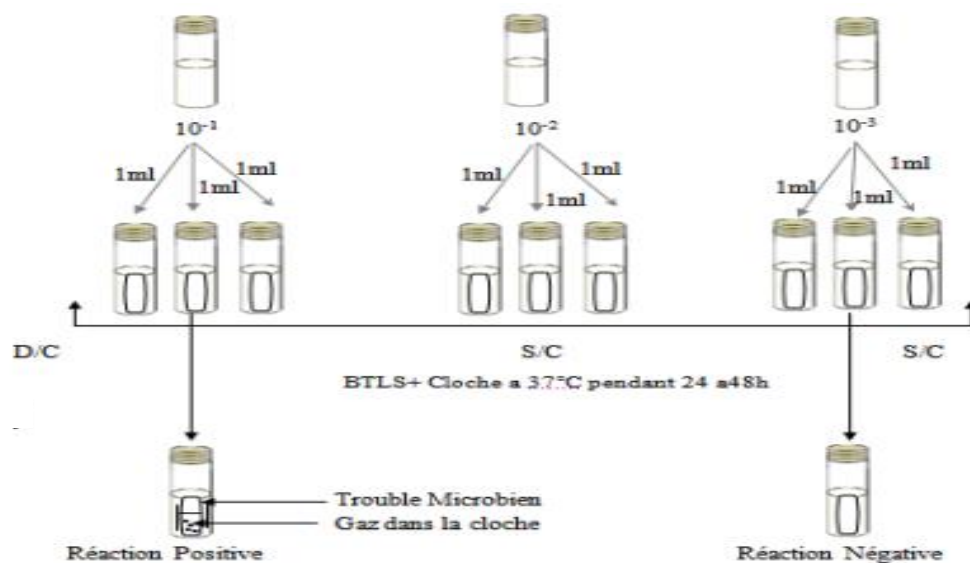 10-1 10-2 10-3
1ml 1ml 1ml 1ml 1ml 1ml
1ml 1ml 1ml
D/C S/C S/C
BTLS+ Cloche a 37°C pendant 24 a48h
Trouble Microbien
Gaz dans la cloche
Réaction Positive Réaction Négative